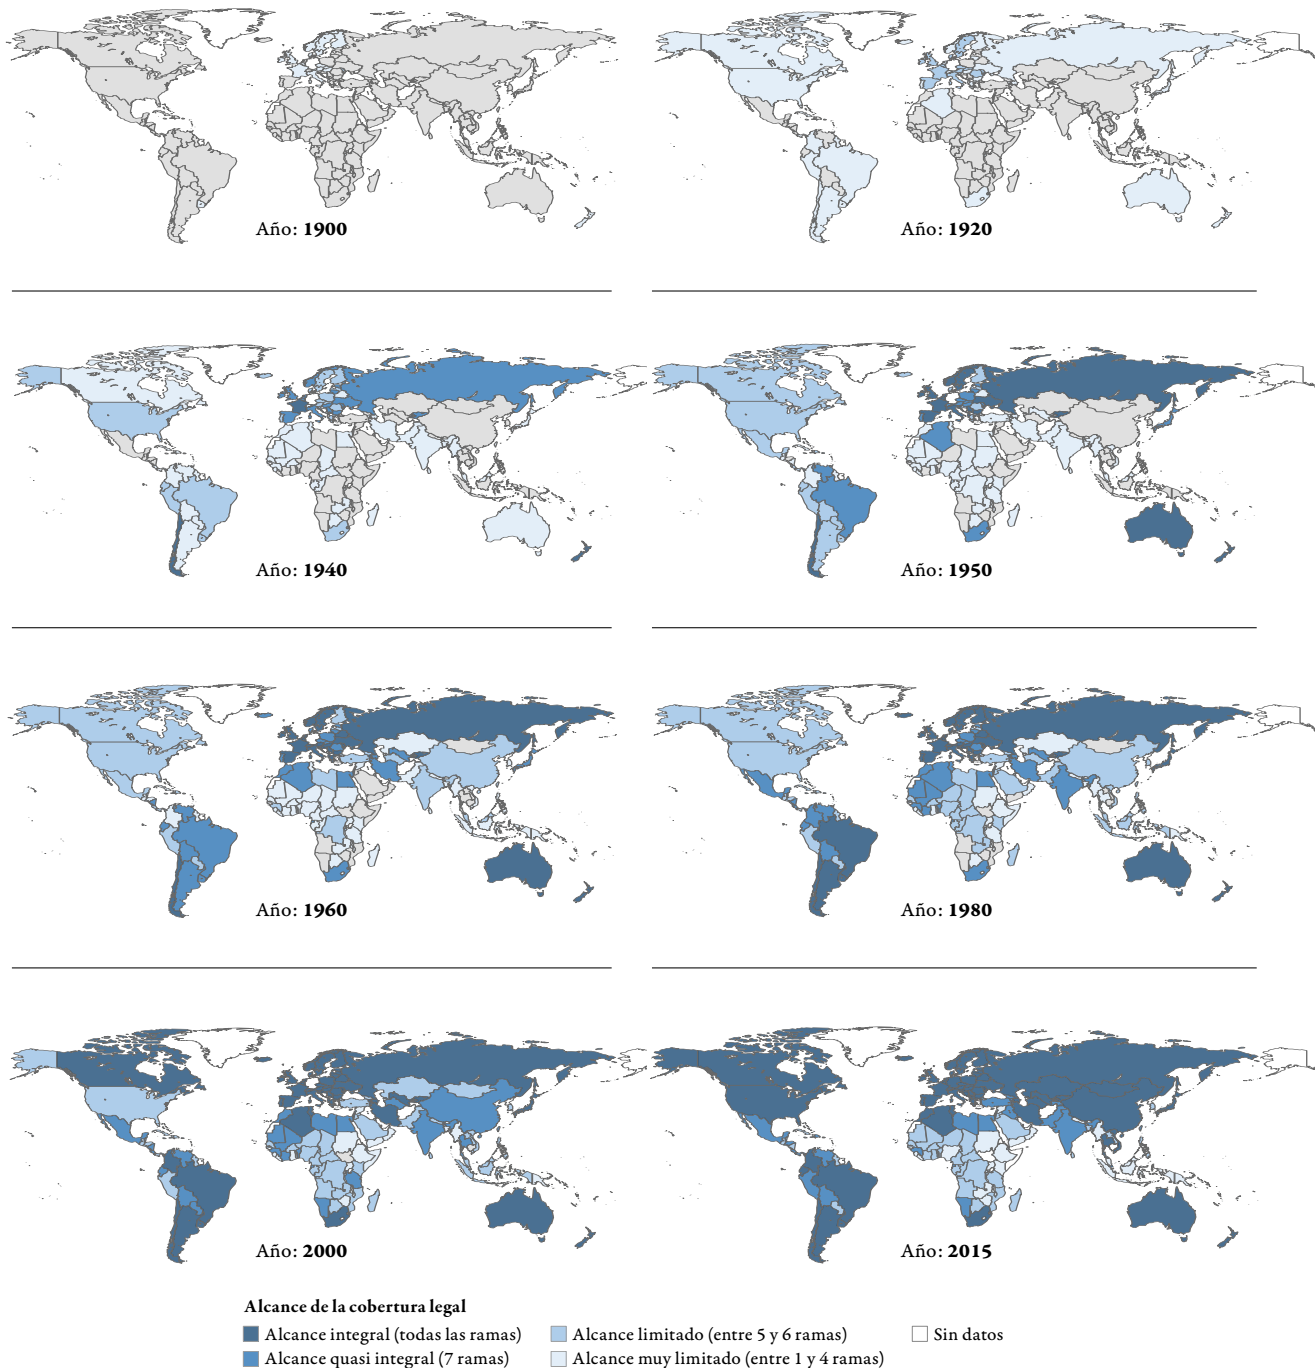 Año: 1900
Año: 1920
Año: 1940
Año: 1950
Año: 1960
Año: 1980
Año: 2000
Año: 2015
Alcance de la cobertura legal
Alcance integral (todas las ramas)
Alcance limitado (entre 5 y 6 ramas)
Sin datos
Alcance quasi integral (7 ramas)
Alcance muy limitado (entre 1 y 4 ramas)